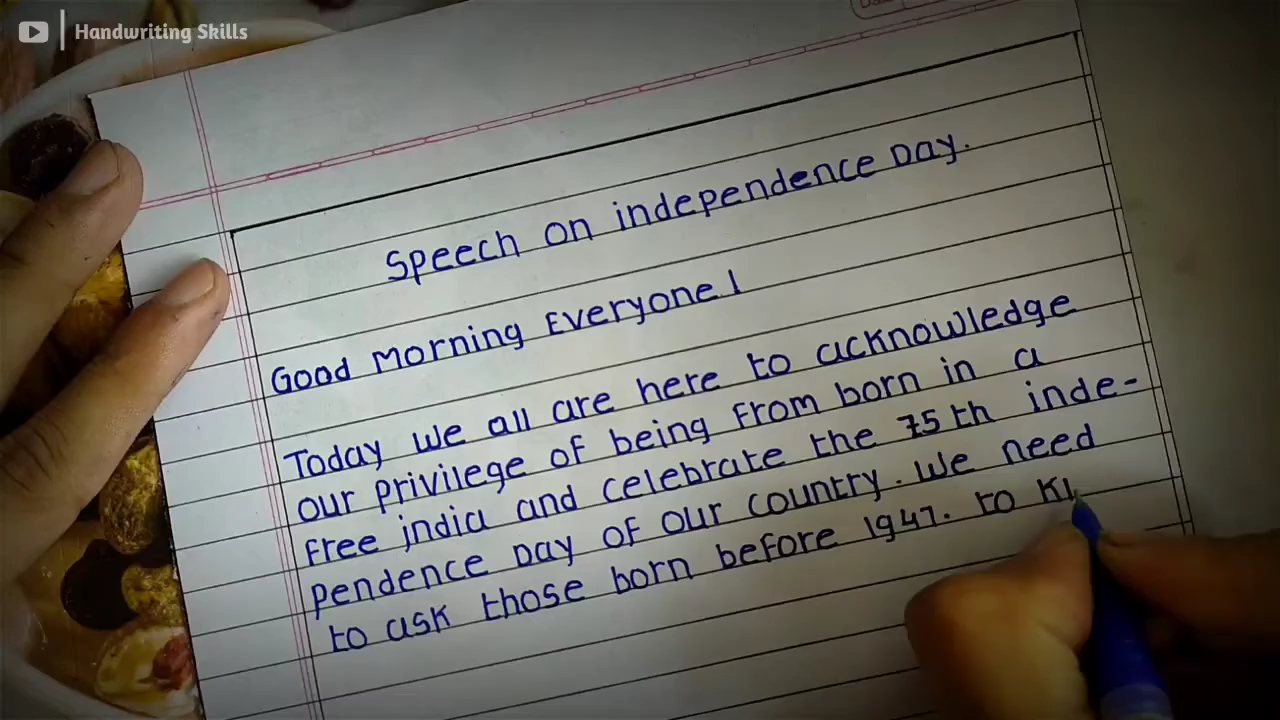 Handwriting Skills
Speech on independence Day.
Good Morning Everyone!
Today we all are here to acknowledge
our privilege of being from born in a
free india and celebrate the 75th inde-
pendence Day of our country. We need
to ask those born before 1947. to